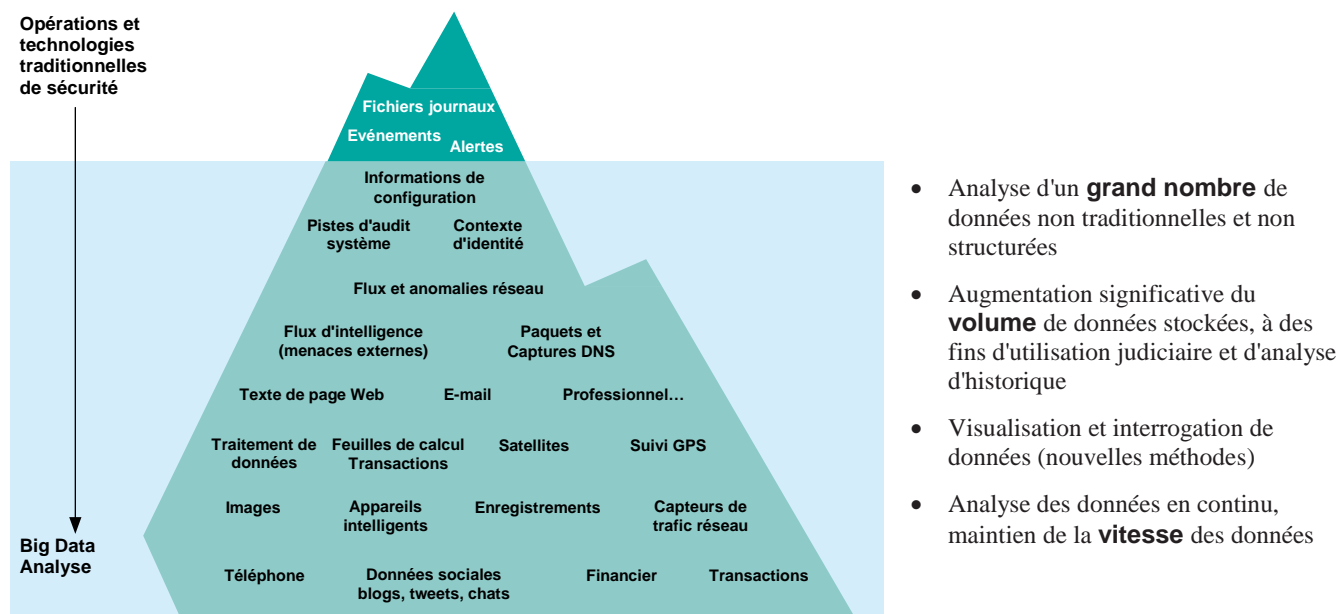 Opérations et
technologies
traditionnelles
de sécurité
Fichiers journaux
Evénements
Alertes
Informations de
configuration
Pistes d'audit
système
Contexte
d'identité
Flux et anomalies réseau
Flux d'intelligence
(menaces externes)
Paquets et
Captures DNS
Texte de page Web
E-mail
Professionnel…
Traitement de
données
Feuilles de calcul
Transactions
Satellites
Suivi GPS
Images
Appareils
intelligents
Enregistrements
Capteurs de
trafic réseau
Big Data
Analyse
Téléphone
Données sociales
blogs, tweets, chats
Financier
Transactions
• Analyse d'un grand nombre de
données non traditionnelles et non
structurées
• Augmentation significative du
volume de données stockées, à des
fins d'utilisation judiciaire et d'analyse
d'historique
• Visualisation et interrogation de
données (nouvelles méthodes)
• Analyse des données en continu,
maintien de la vitesse des données